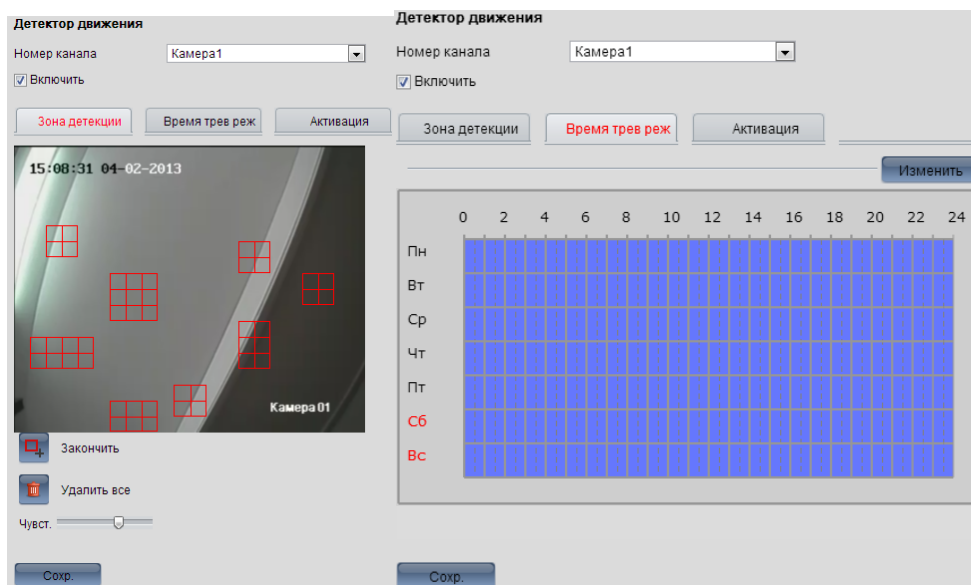 Детектор движения
Номер канала Камера1
Включить
Зона детекции Время трев реж Активация
15:08:31 04-02-2013
Камера 01
Закончить
Удалить все
Чувст.
Сохр.
Детектор движения
Номер канала Камера1
Включить
Зона детекции Время трев реж Активация
Изменить
0 2 4 6 8 10 12 14 16 18 20 22 24
Пн
Вт
Ср
Чт
Пт
Сб
Вс
Сохр.